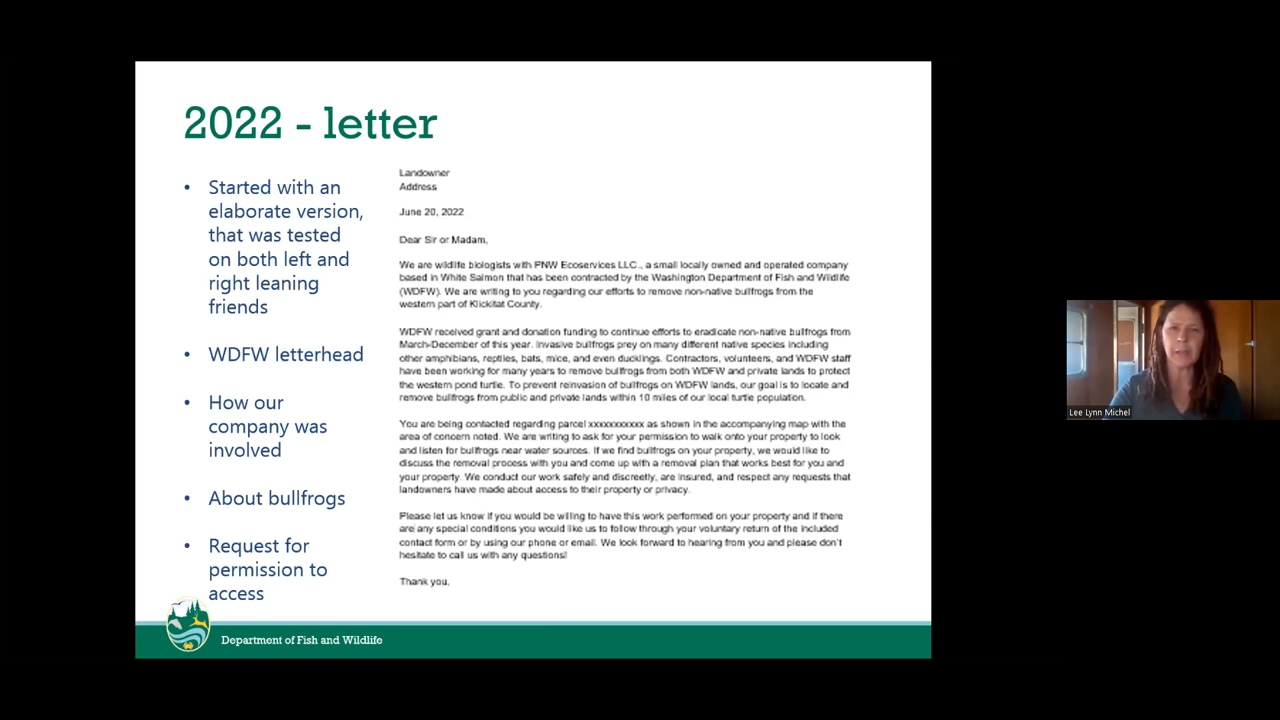 2022 - letter
• Started with an
elaborate version,
that was tested
on both left and
right leaning
friends
• WDFW letterhead
• How our
company was
involved
• About bullfrogs
• Request for
permission to
access
Landowner
Address
June 20, 2022
Dear Sir or Madam,
We are wildlife biologists with PNW Ecoservices LLC., a small locally owned and operated company
based in White Salmon that has been contracted by the Washington Department of Fish and Wildlife
(WDFW). We are writing to you regarding our efforts to remove non-native bullfrogs from the
western part of Klickitat County.
WDFW received grant and donation funding to continue efforts to eradicate non-native bullfrogs from
March-December of this year. Invasive bullfrogs prey on many different native species including
other amphibians, reptiles, bats, mice, and even ducklings. Contractors, volunteers, and WDFW staff
have been working for many years to remove bullfrogs from both WDFW and private lands to protect
the western pond turtle. To prevent reinvasion of bullfrogs on WDFW lands, our goal is to locate and
remove bullfrogs from public and private lands within 10 miles of our local turtle population.
You are being contacted regarding parcel xxxxxxxxxxx as shown in the accompanying map with the
area of concern noted. We are writing to ask for your permission to walk onto your property to look
and listen for bullfrogs near water sources. If we find bullfrogs on your property, we would like to
discuss the removal process with you and come up with a removal plan that works best for you and
your property. We conduct our work safely and discreetly, are insured, and respect any requests that
landowners have made about access to their property or privacy.
Please let us know if you would be willing to have this work performed on your property and if there
are any special conditions you would like us to follow through your voluntary return of the included
contact form or by using our phone or email. We look forward to hearing from you and please don't
hesitate to call us with any questions!
Thank you,
Department of Fish and Wildlife
Lee Lynn Michel